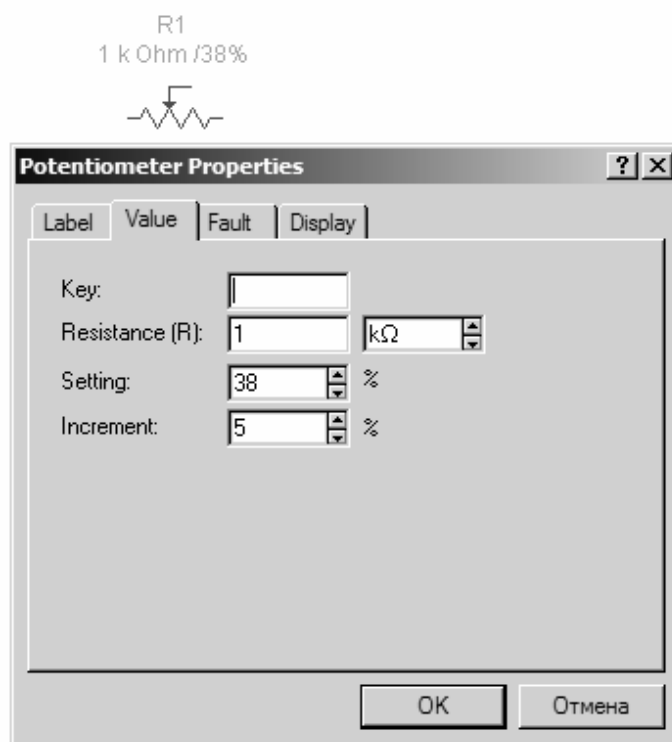 R1
1 k Ohm /38%
Potentiometer Properties
Label Value Fault Display
Key:
Resistance (R): 1 kΩ
Setting: 38 %
Increment: 5 %
OK Отмена